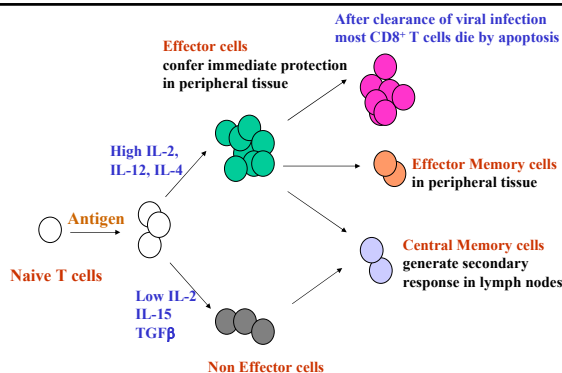 After clearance of viral infection
most CD8⁺ T cells die by apoptosis
Effector cells
confer immediate protection
in peripheral tissue
High IL-2,
IL-12, IL-4
Effector Memory cells
in peripheral tissue
Antigen
Naive T cells
Central Memory cells
generate secondary
response in lymph nodes
Low IL-2
IL-15
TGFβ
Non Effector cells